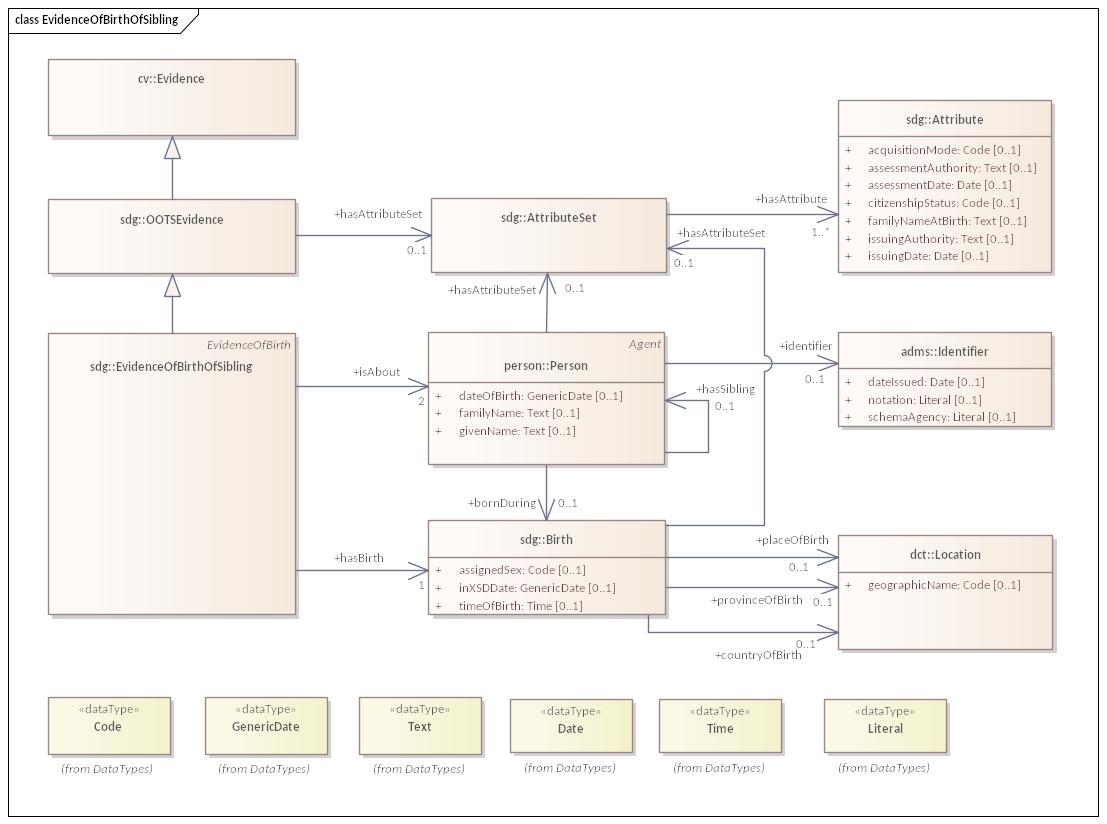 class EvidenceOfBirthOfSibling
cv::Evidence
sdg::OOTSEvidence
EvidenceOfBirth
sdg::EvidenceOfBirthOfSibling
+hasAttributeSet
0..1
sdg::AttributeSet
+hasAttribute
1..*
+hasAttributeSet
0..1
+hasAttributeSet
0..1
sdg::Attribute
+ acquisitionMode: Code [0..1]
+ assessmentAuthority: Text [0..1]
+ assessmentDate: Date [0..1]
+ citizenshipStatus: Code [0..1]
+ familyNameAtBirth: Text [0..1]
+ issuingAuthority: Text [0..1]
+ issuingDate: Date [0..1]
+isAbout
2
Agent
person::Person
+ dateOfBirth: GenericDate [0..1]
+ familyName: Text [0..1]
+ givenName: Text [0..1]
+identifier
0..1
+hasSibling
0..1
adms::Identifier
+ dateIssued: Date [0..1]
+ notation: Literal [0..1]
+ schemaAgency: Literal [0..1]
+bornDuring
0..1
+hasBirth
1
sdg::Birth
+ assignedSex: Code [0..1]
+ inXSDDate: GenericDate [0..1]
+ timeOfBirth: Time [0..1]
+placeOfBirth
0..1
+provinceOfBirth
0..1
0..1
+countryOfBirth
dct::Location
+ geographicName: Code [0..1]
«dataType»
Code
(from DataTypes)
«dataType»
GenericDate
(from DataTypes)
«dataType»
Text
(from DataTypes)
«dataType»
Date
(from DataTypes)
«dataType»
Time
(from DataTypes)
«dataType»
Literal
(from DataTypes)